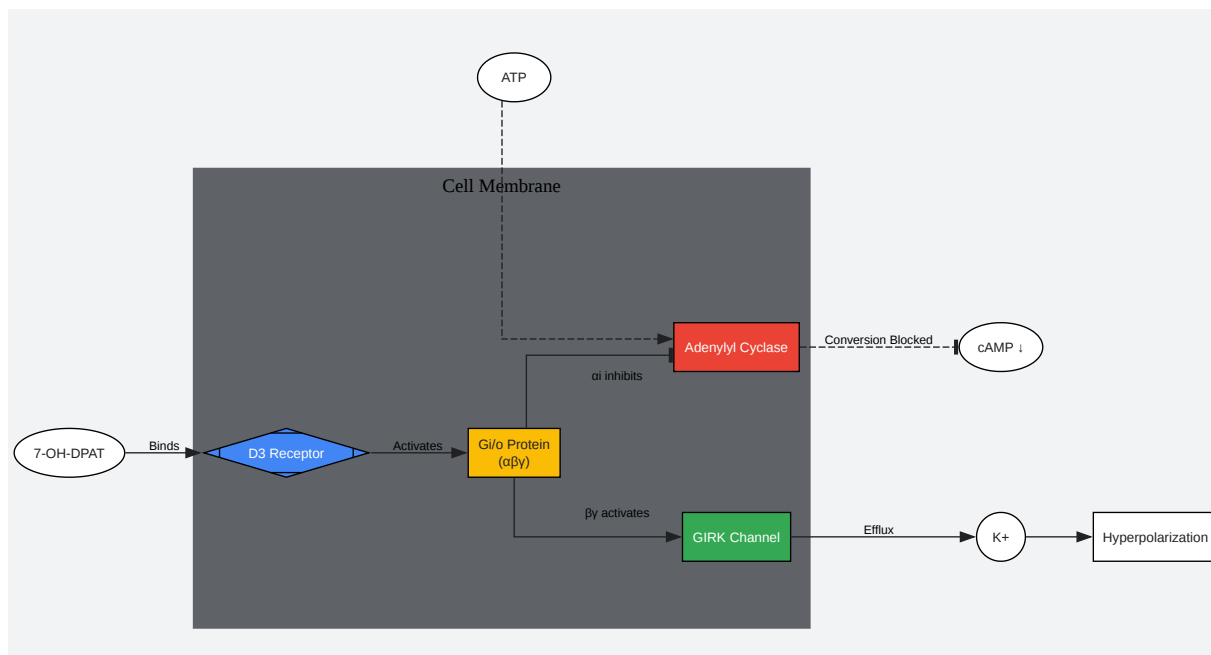 ATP
Cell Membrane
Adenylyl Cyclase
Conversion Blocked
cAMP ↓
αi inhibits
7-OH-DPAT
Binds
D3 Receptor
Activates
Gi/o Protein
(αβγ)
βγ activates
GIRK Channel
Efflux
K+
Hyperpolarization